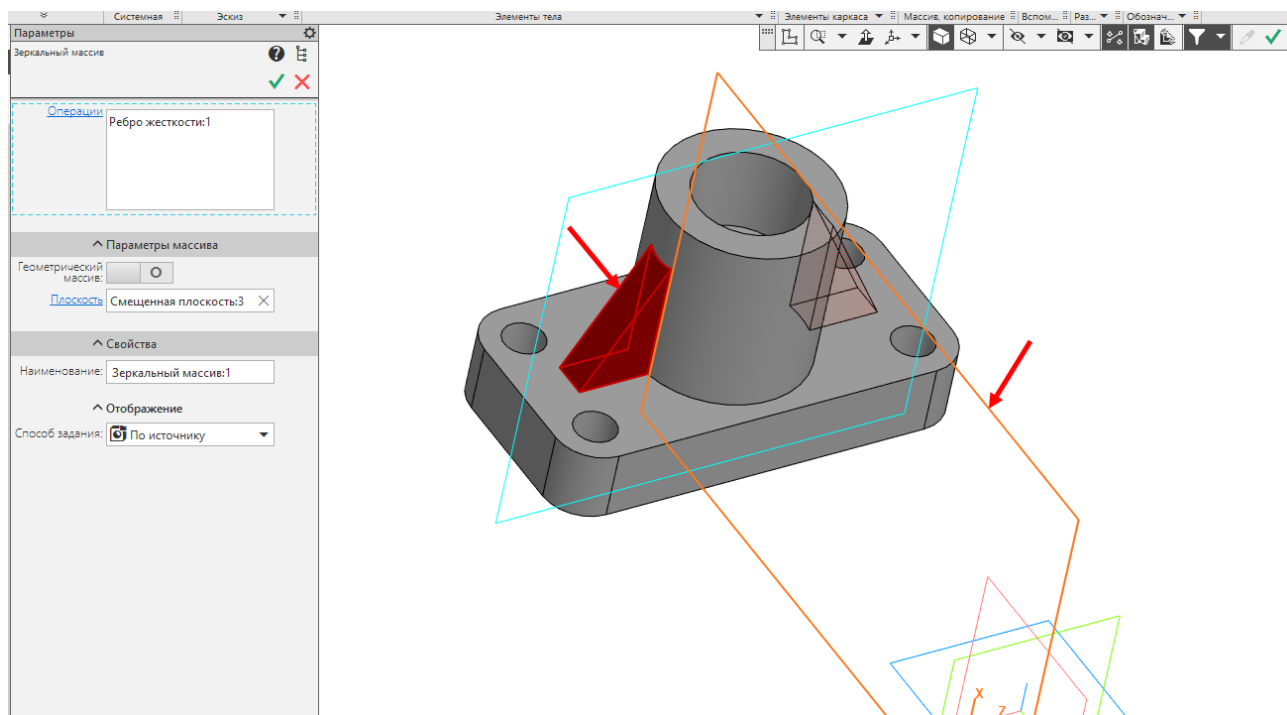 Системная Эскиз Элементы тела Элементы каркаса Массив, копирование Вспом... Раз... Обознач...
Параметры
Зеркальный массив
Операции
Ребро жесткости:1
Параметры массива
Геометрический
массив:
Плоскость Смещенная плоскость:3
Свойства
Наименование: Зеркальный массив:1
Отображение
Способ задания: По источнику
X
Z